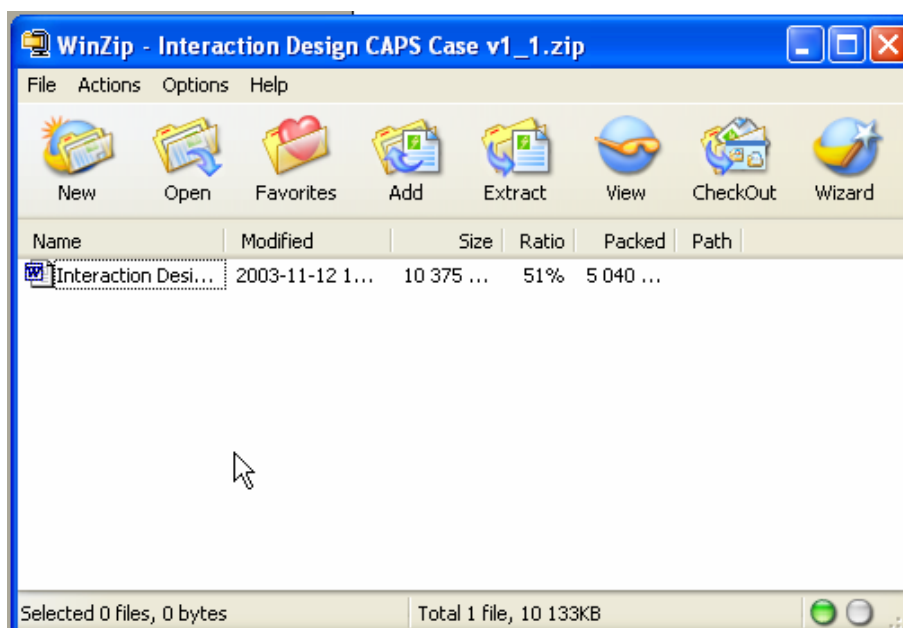 WinZip - Interaction Design CAPS Case v1_1.zip
File Actions Options Help
New Open Favorites Add Extract View CheckOut Wizard
Name Modified Size Ratio Packed Path
Interaction Desi... 2003-11-12 1... 10 375 ... 51% 5 040 ...
Selected 0 files, 0 bytes Total 1 file, 10 133KB